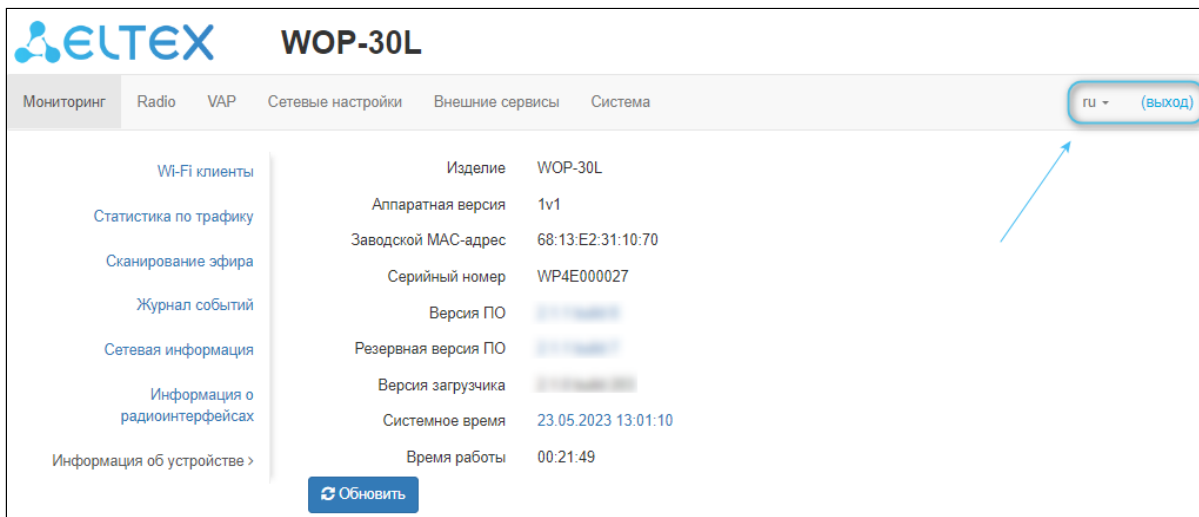 ELTEX WOP-30L
Мониторинг Radio VAP Сетевые настройки Внешние сервисы Система ru (выход)
Wi-Fi клиенты
Статистика по трафику
Сканирование эфира
Журнал событий
Сетевая информация
Информация о
радиоинтерфейсах
Информация об устройстве >
Изделие WOP-30L
Аппаратная версия 1v1
Заводской MAC-адрес 68:13:E2:31:10:70
Серийный номер WP4E000027
Версия ПО
Резервная версия ПО
Версия загрузчика
Системное время 23.05.2023 13:01:10
Время работы 00:21:49
Обновить